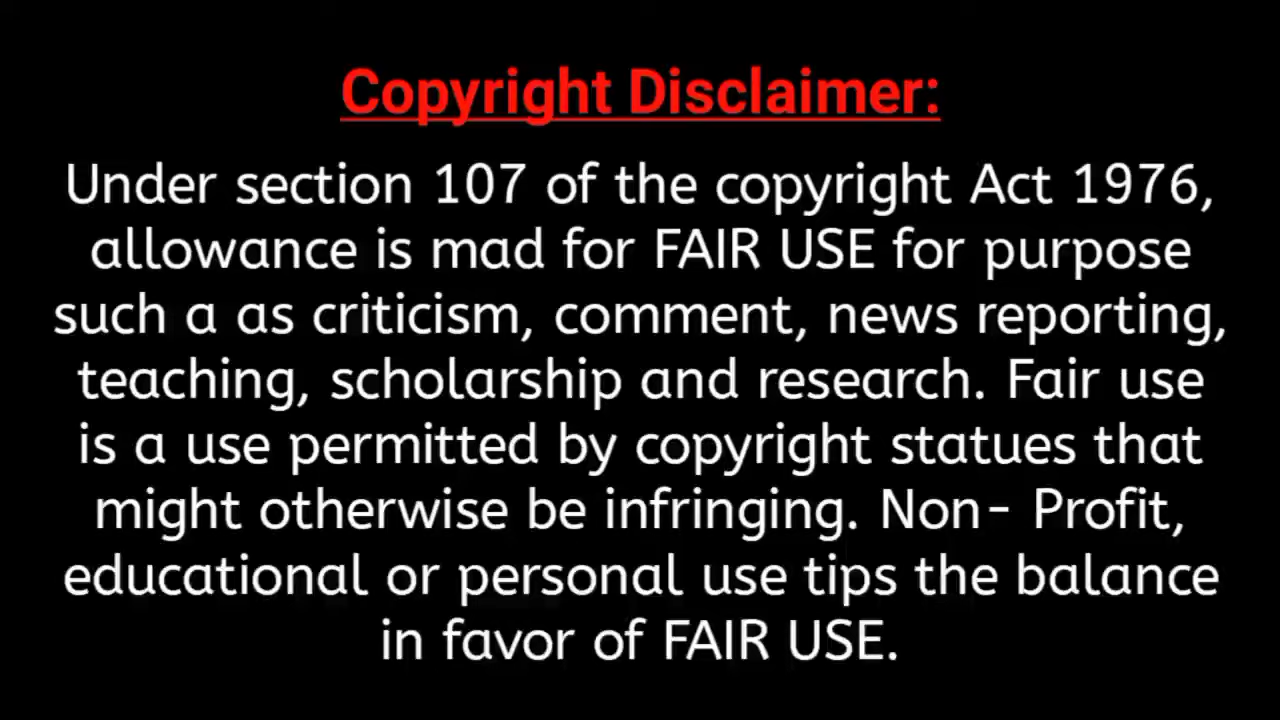 Copyright Disclaimer:
Under section 107 of the copyright Act 1976,
allowance is mad for FAIR USE for purpose
such a as criticism, comment, news reporting,
teaching, scholarship and research. Fair use
is a use permitted by copyright statues that
might otherwise be infringing. Non- Profit,
educational or personal use tips the balance
in favor of FAIR USE.